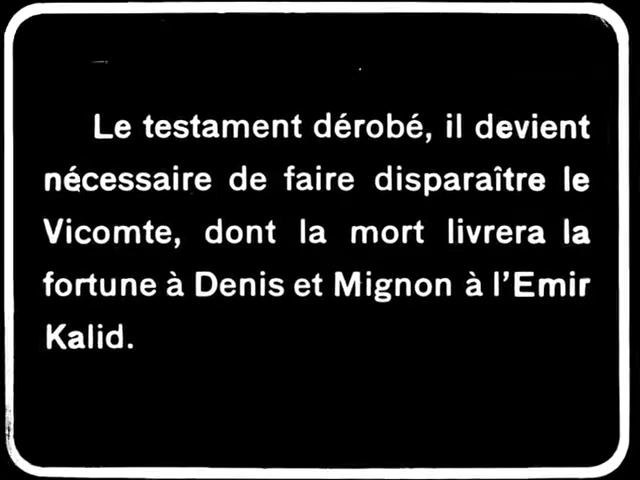 Le testament dérobé, il devient
nécessaire de faire disparaître le
Vicomte, dont la mort livrera la
fortune à Denis et Mignon à l'Emir
Kalid.